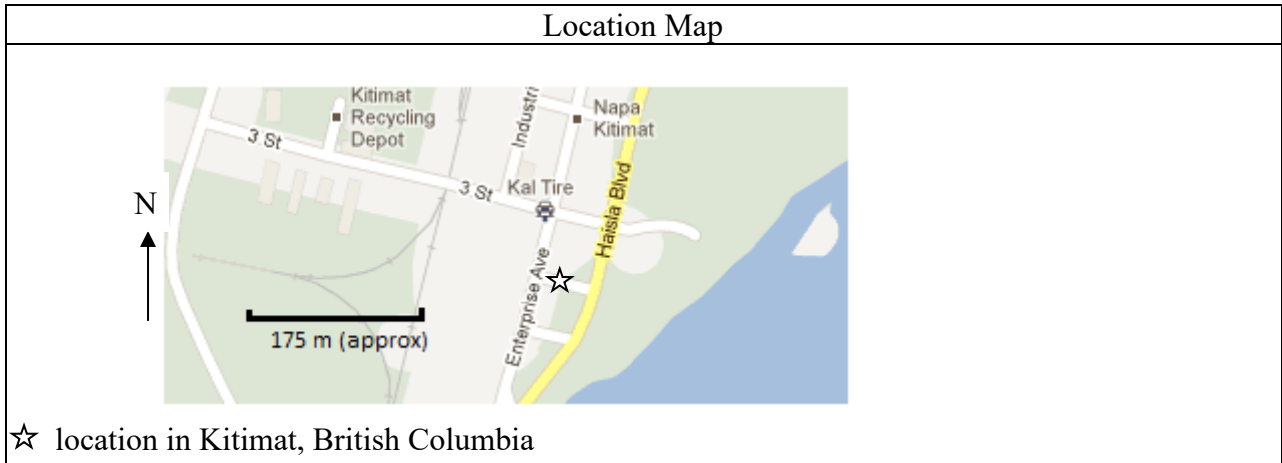 Location Map
Kitimat
Recycling
Depot
Industri
Napa
Kitimat
3 St
3 St
Kal Tire
N
Haisla Blvd
Enterprise Ave
175 m (approx)
☆ location in Kitimat, British Columbia